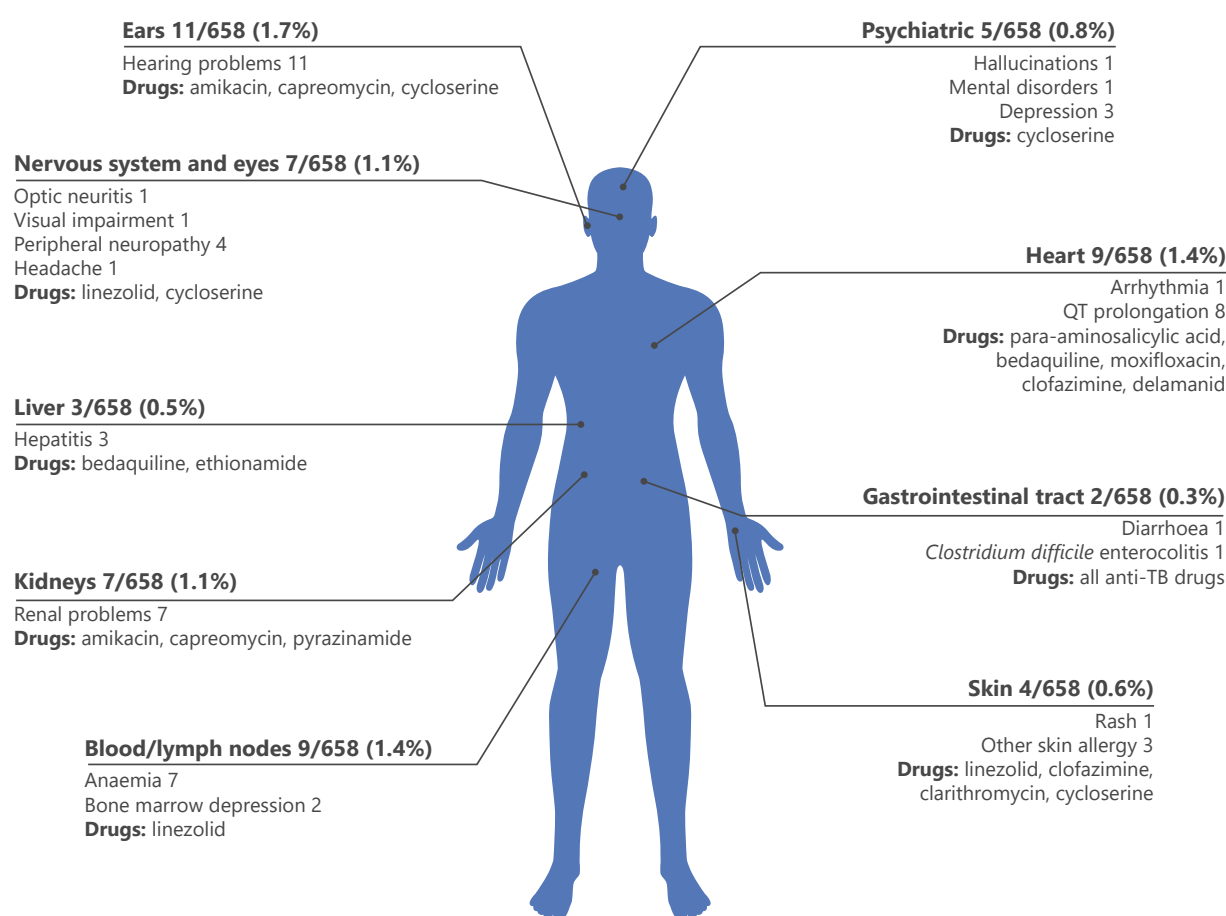 Ears 11/658 (1.7%)
Hearing problems 11
Drugs: amikacin, capreomycin, cycloserine
Psychiatric 5/658 (0.8%)
Hallucinations 1
Mental disorders 1
Depression 3
Drugs: cycloserine
Nervous system and eyes 7/658 (1.1%)
Optic neuritis 1
Visual impairment 1
Peripheral neuropathy 4
Headache 1
Drugs: linezolid, cycloserine
Heart 9/658 (1.4%)
Arrhythmia 1
QT prolongation 8
Drugs: para-aminosalicylic acid,
bedaquiline, moxifloxacin,
clofazimine, delamanid
Liver 3/658 (0.5%)
Hepatitis 3
Drugs: bedaquiline, ethionamide
Gastrointestinal tract 2/658 (0.3%)
Diarrhoea 1
Clostridium difficile enterocolitis 1
Drugs: all anti-TB drugs
Kidneys 7/658 (1.1%)
Renal problems 7
Drugs: amikacin, capreomycin, pyrazinamide
Skin 4/658 (0.6%)
Rash 1
Other skin allergy 3
Drugs: linezolid, clofazimine,
clarithromycin, cycloserine
Blood/lymph nodes 9/658 (1.4%)
Anaemia 7
Bone marrow depression 2
Drugs: linezolid